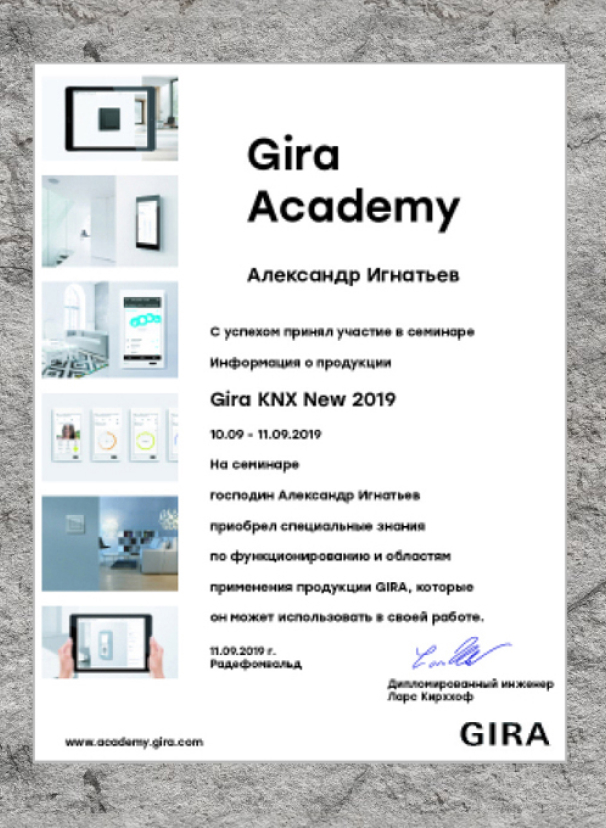 Gira
Academy
Александр Игнатьев
С успехом принял участие в семинаре
Информация о продукции
Gira KNX New 2019
10.09 - 11.09.2019
На семинаре
господин Александр Игнатьев
приобрел специальные знания
по функционированию и областям
применения продукции GIRA, которые
он может использовать в своей работе.
11.09.2019 г.
Радефомвальд
Дипломированный инженер
Ларс Кирхкоф
www.academy.gira.com
GIRA